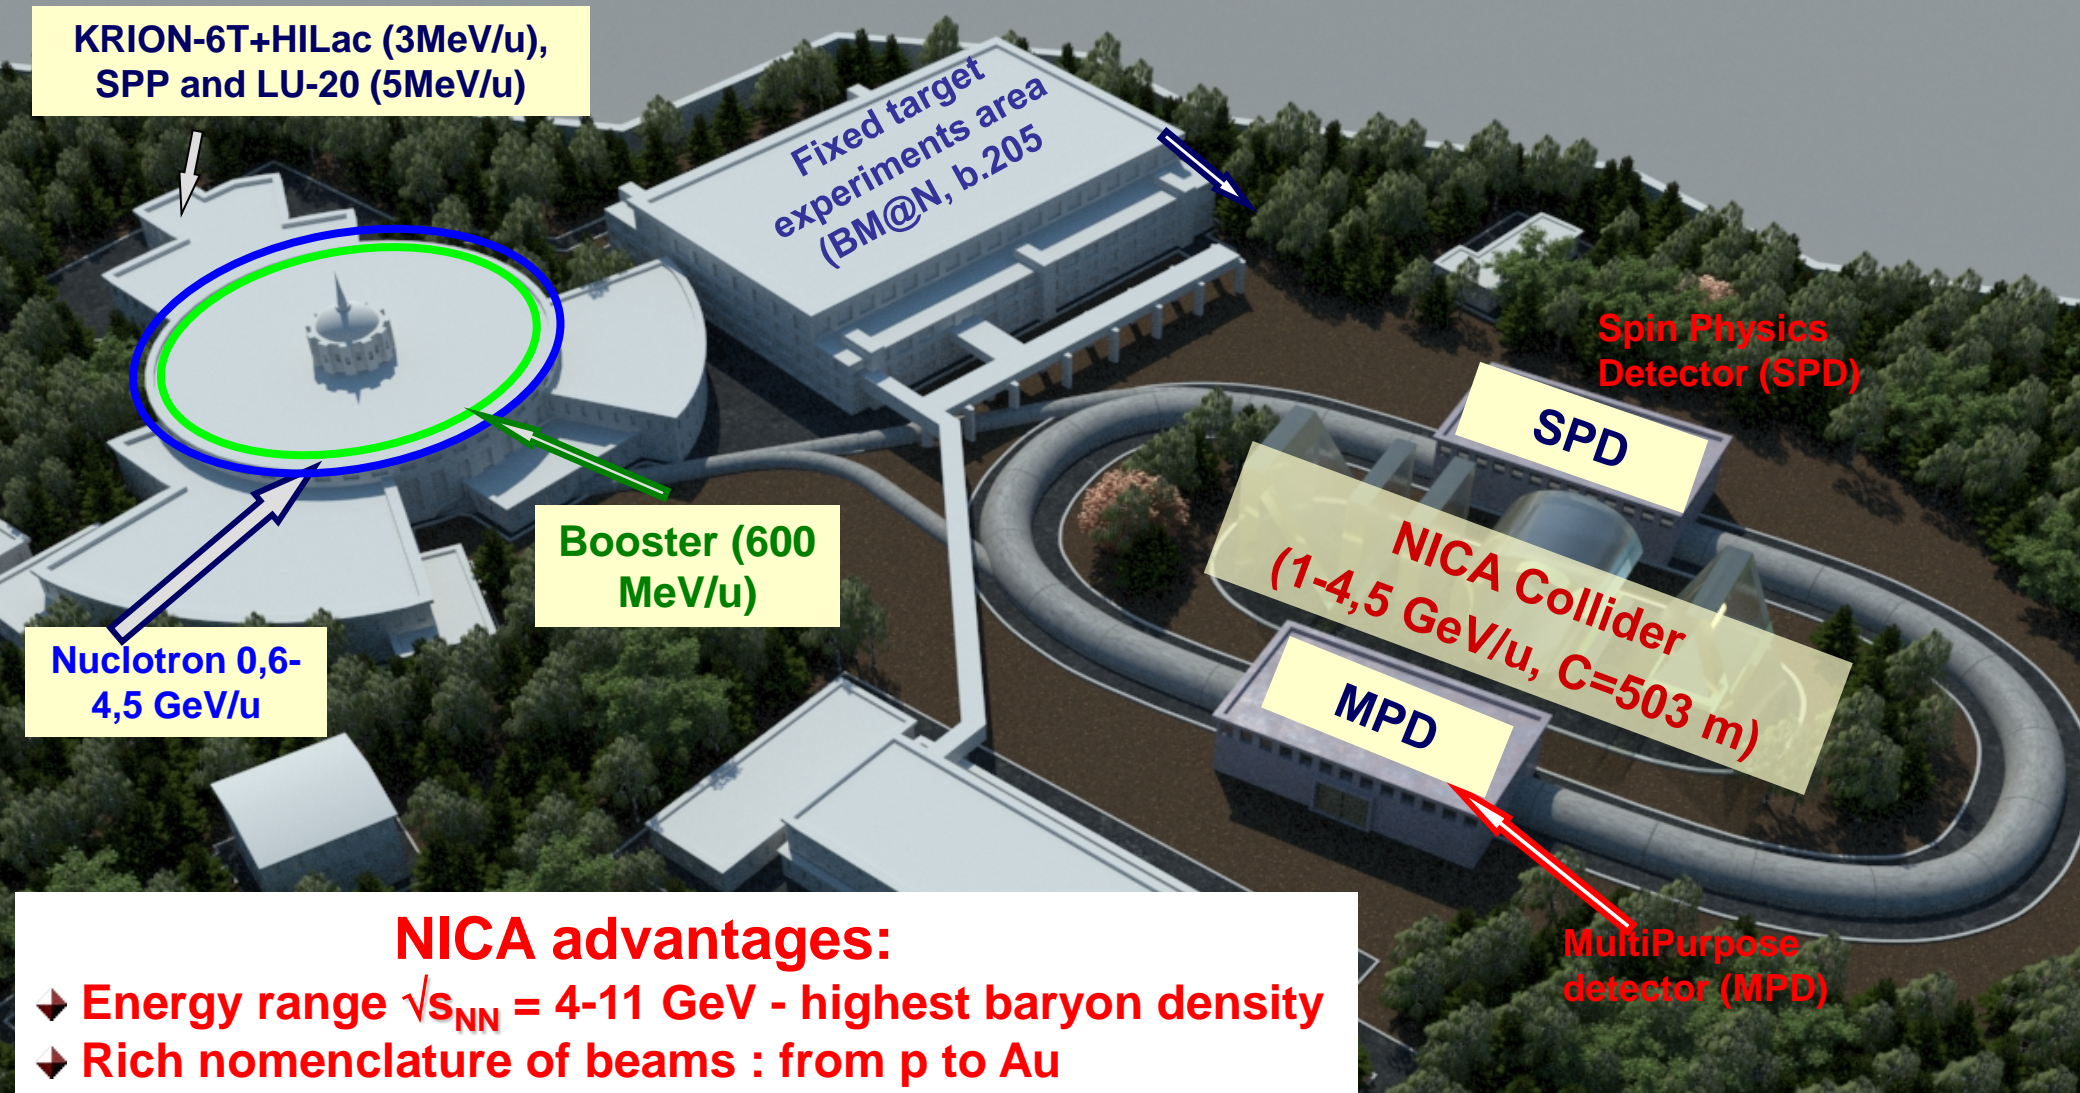 KRION-6T+HILac (3MeV/u),
SPP and LU-20 (5MeV/u)
Fixed target
experiments area
(BM@N, b.205
Spin Physics
Detector (SPD)
SPD
NICA Collider
(1-4,5 GeV/u, C=503 m)
Booster (600
MeV/u)
Nuclotron 0,6-
4,5 GeV/u
MPD
MultiPurpose
detector (MPD)
NICA advantages:
Energy range √sNN = 4-11 GeV - highest baryon density
Rich nomenclature of beams : from p to Au